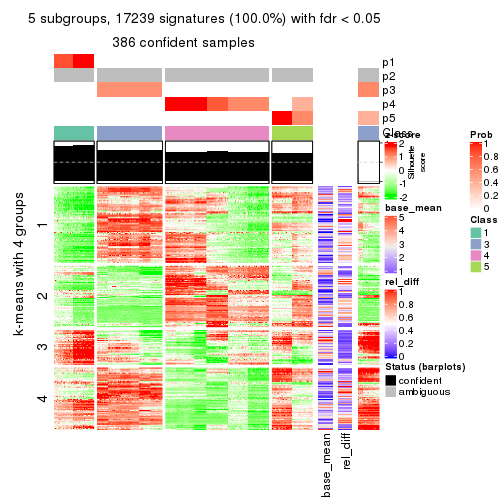 5 subgroups, 17239 signatures (100.0%) with fdr < 0.05
386 confident samples
p1
p2
p3
p4
p5
Class
z-score
2
1
0
-1
-2
Silhouette
score
Prob
1
0.8
0.6
0.4
0.2
0
base_mean
5
4
3
2
1
Class
1
3
4
5
rel_diff
1
0.8
0.6
0.4
0.2
0
Status (barplots)
confident
ambiguous
k-means with 4 groups
1
2
3
4
base_mean
rel_diff